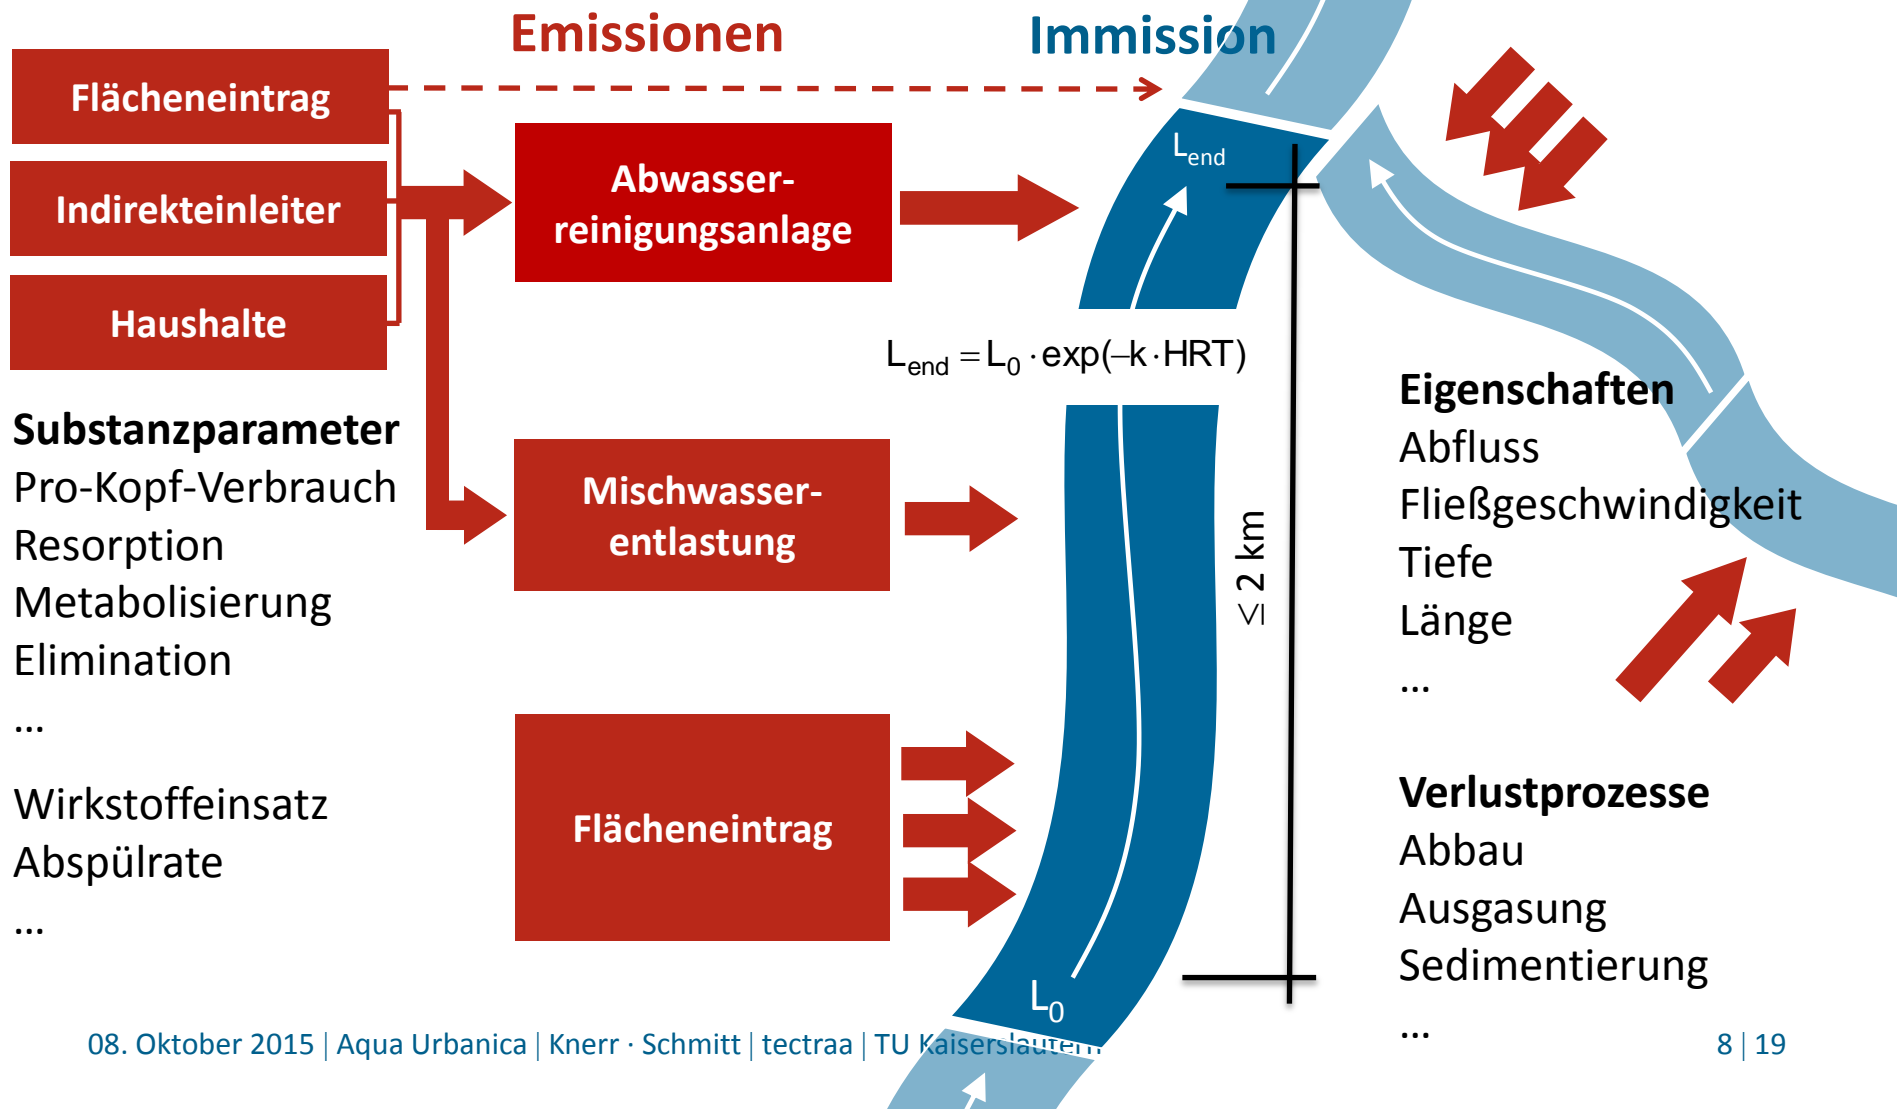 Emissionen
Immission
Flächeneintrag
Indirekteinleiter
Haushalte
Abwasser-
reinigungsanlage
L_end
L_end = L_0 · exp(–k · HRT)
Substanzparameter
Pro-Kopf-Verbrauch
Resorption
Metabolisierung
Elimination
...
Wirkstoffeinsatz
Abspülrate
...
Mischwasser-
entlastung
Flächeneintrag
≤ 2 km
L_0
Eigenschaften
Abfluss
Fließgeschwindigkeit
Tiefe
Länge
...
Verlustprozesse
Abbau
Ausgasung
Sedimentierung
...
08. Oktober 2015 | Aqua Urbanica | Knerr · Schmitt | tectraa | TU Kaiserslautern
8 | 19